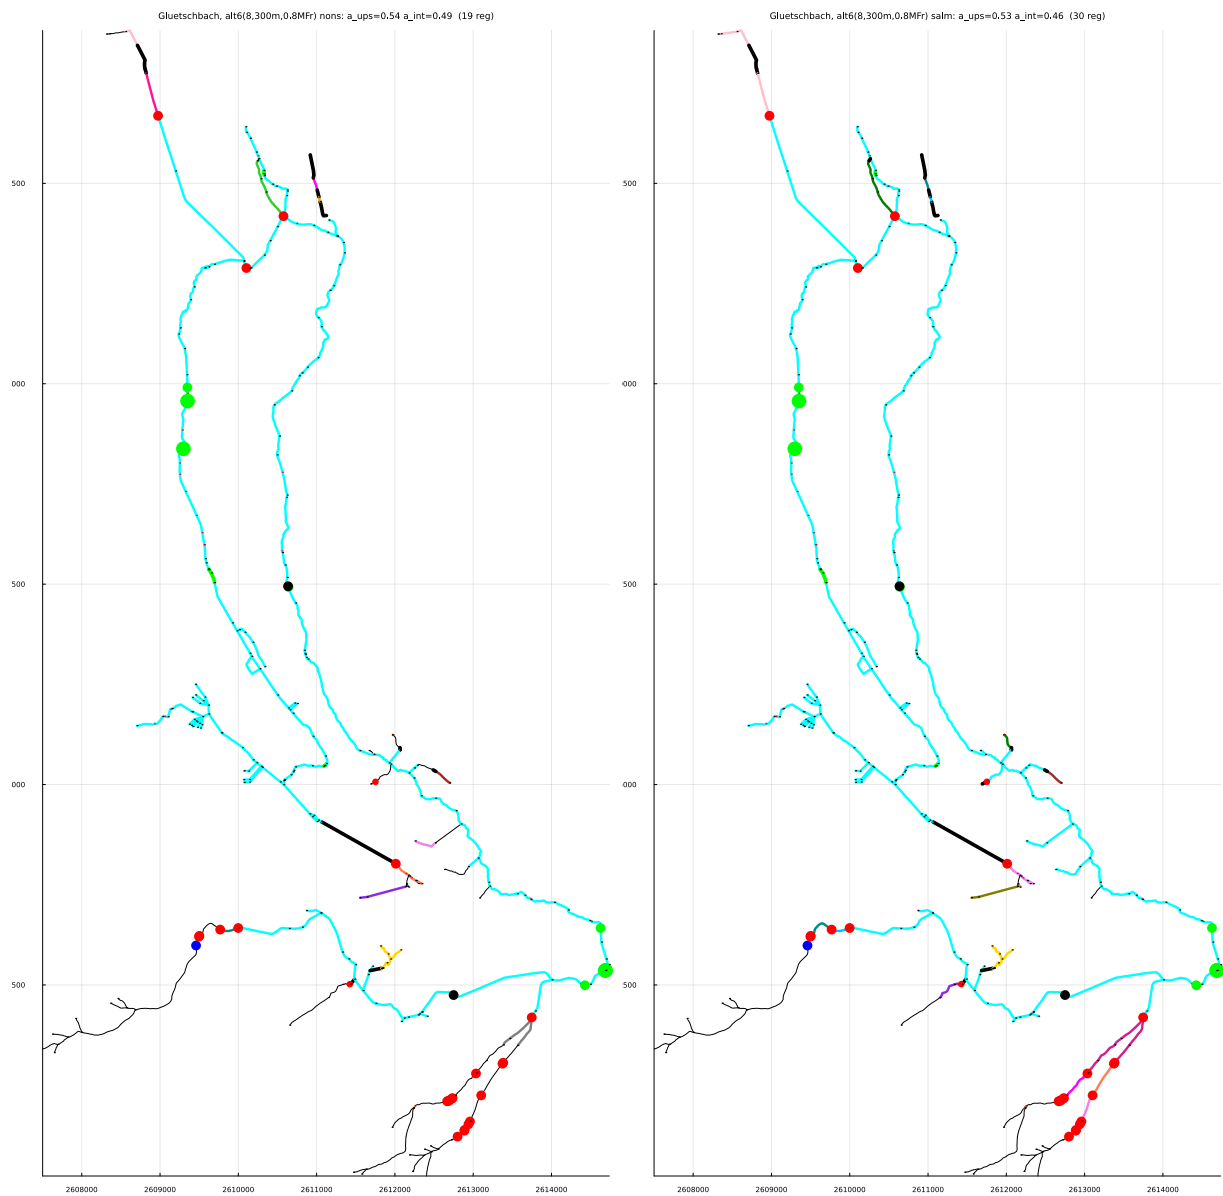 Gluetschbach, alt6(8,300m,0.8MFr) nons: a_ups=0.54 a_int=0.49 (19 reg)
Gluetschbach, alt6(8,300m,0.8MFr) salm: a_ups=0.53 a_int=0.46 (30 reg)
500 500
000 000
500 500
000 000
500 500
2608000 2609000 2610000 2611000 2612000 2613000 2614000
2608000 2609000 2610000 2611000 2612000 2613000 2614000